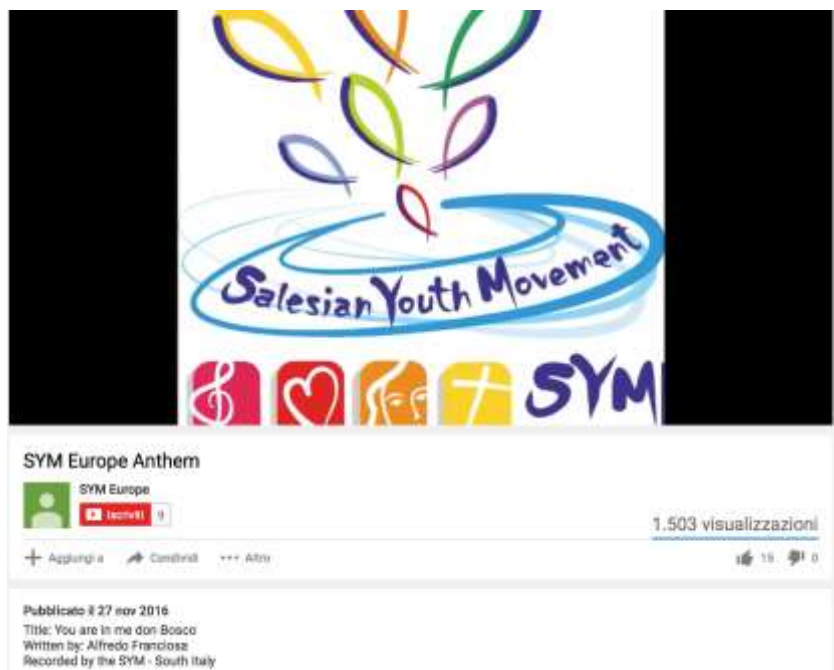 Salesian Youth Movement
SYM
SYM Europe Anthem
SYM Europe
Iscriviti 9
1.503 visualizzazioni
Aggiungi a Condividi Altro
15 0
Pubblicato il 27 nov 2016
Title: You are in me don Bosco
Written by: Alfredo Franciosa
Recorded by the SYM - South Italy